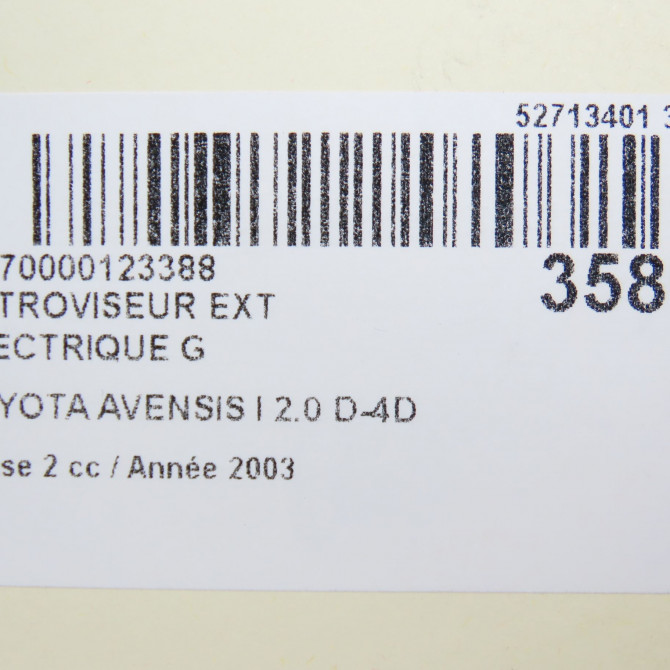 52713401 3
70000123388
358
TROVISEUR EXT
ECTRIQUE G
YOTA AVENSIS I 2.0 D-4D
se 2 cc / Année 2003